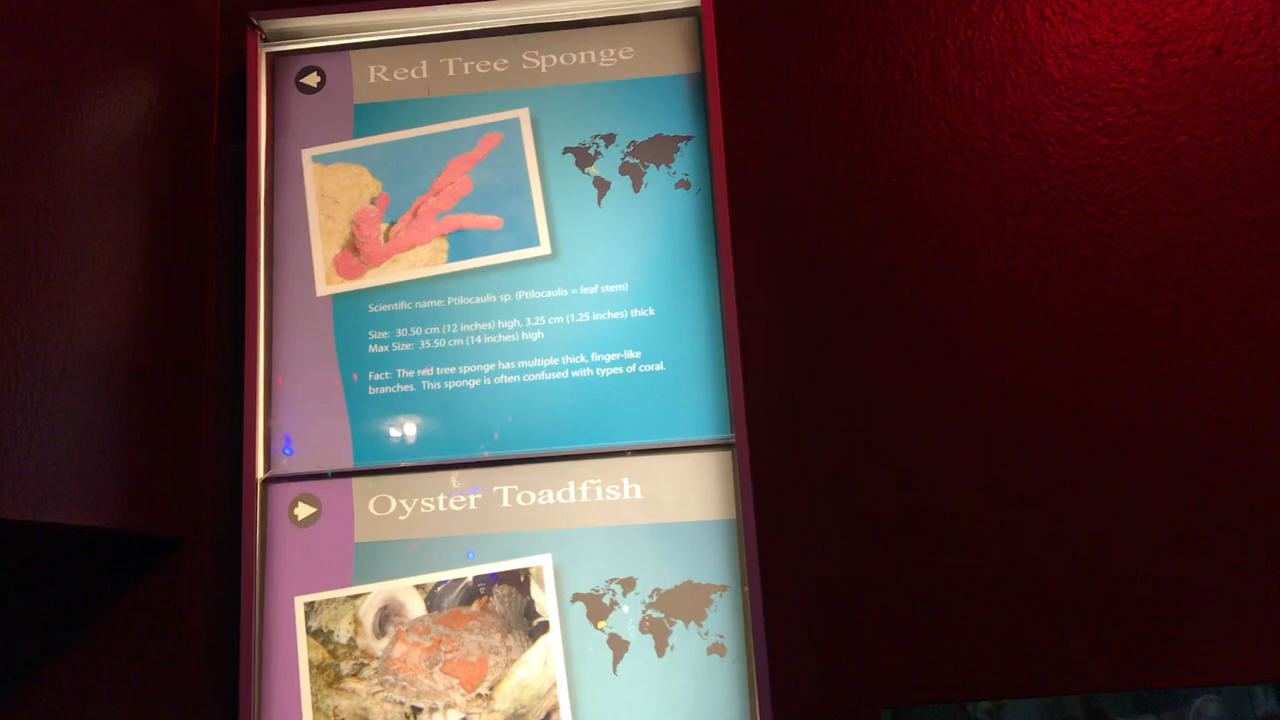 Red Tree Sponge
Scientific name: Ptilocaulis sp. (Ptilocaulis = leaf stem)
Size: 30.50 cm (12 inches) high, 3.25 cm (1.25 inches) thick
Max Size: 35.50 cm (14 inches) high
Fact: The red tree sponge has multiple thick, finger-like
branches. This sponge is often confused with types of coral.
Oyster Toadfish